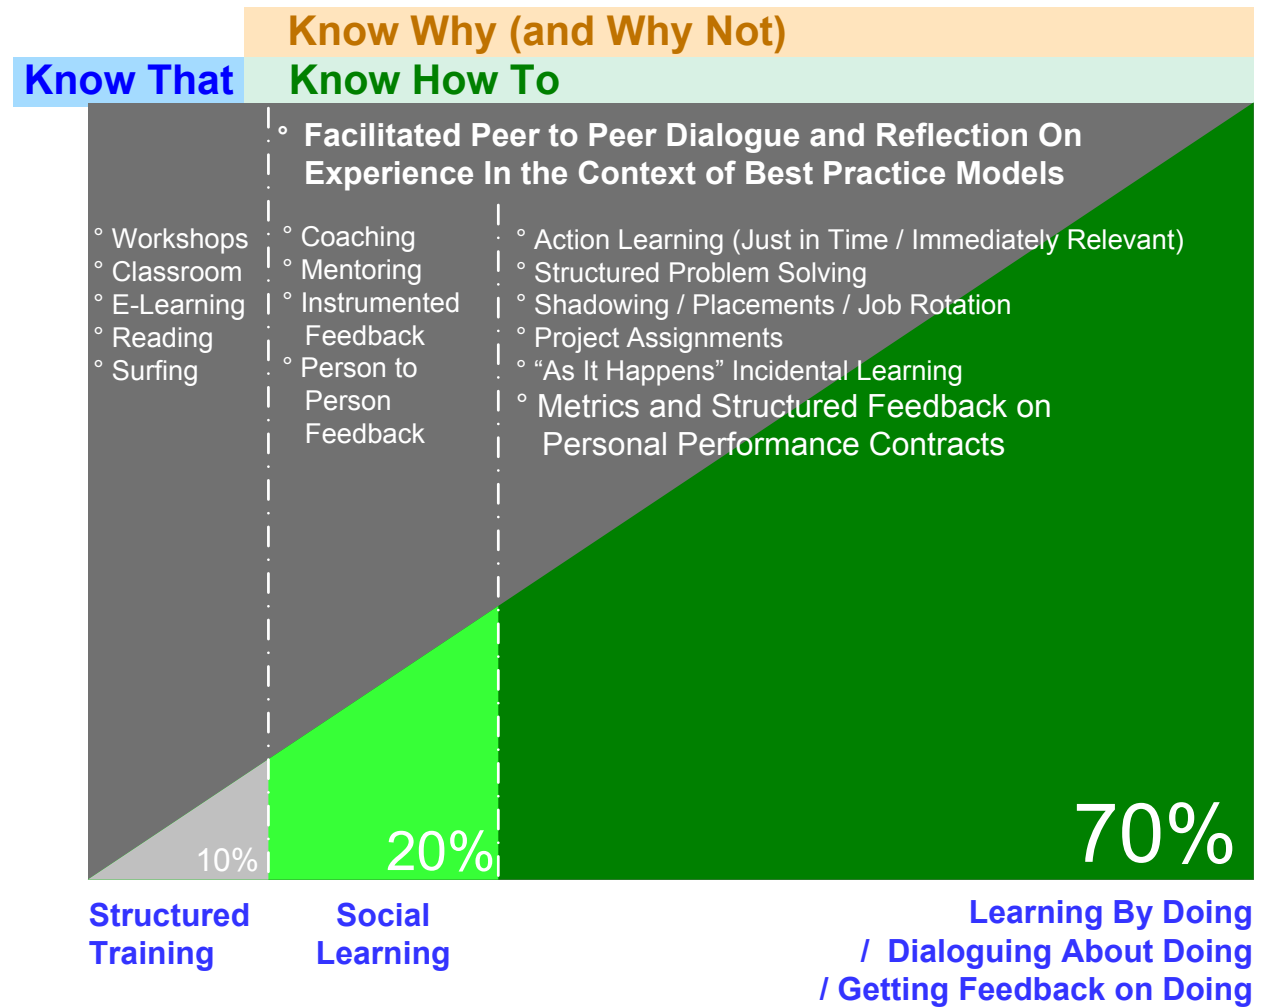 Know Why (and Why Not)
Know That
Know How To
° Facilitated Peer to Peer Dialogue and Reflection On
Experience In the Context of Best Practice Models
° Workshops
° Classroom
° E-Learning
° Reading
° Surfing
° Coaching
° Mentoring
° Instrumented
Feedback
° Person to
Person
Feedback
° Action Learning (Just in Time / Immediately Relevant)
° Structured Problem Solving
° Shadowing / Placements / Job Rotation
° Project Assignments
° “As It Happens” Incidental Learning
° Metrics and Structured Feedback on
Personal Performance Contracts
10%
20%
70%
Structured
Training
Social
Learning
Learning By Doing
/ Dialoguing About Doing
/ Getting Feedback on Doing